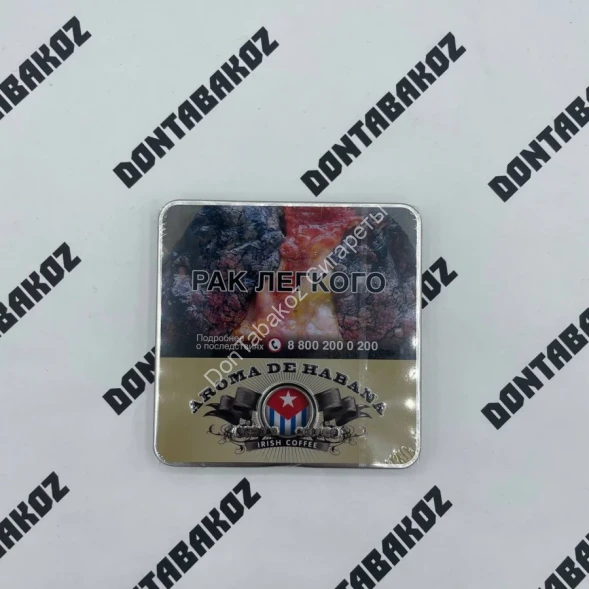 DONTABAKOZ
DONTABAKOZ
DONTABAKOZ
DONTABAKOZ
РАК ЛЕГКОГО
Подробнее
о последствиях 8 800 200 0 200
Dontabakoz Сигареты
AROMA DE HABANA
IRISH COFFEE
DONTABAKOZ
DONTABAKOZ
DONTABAKOZ
DONTABAKOZ